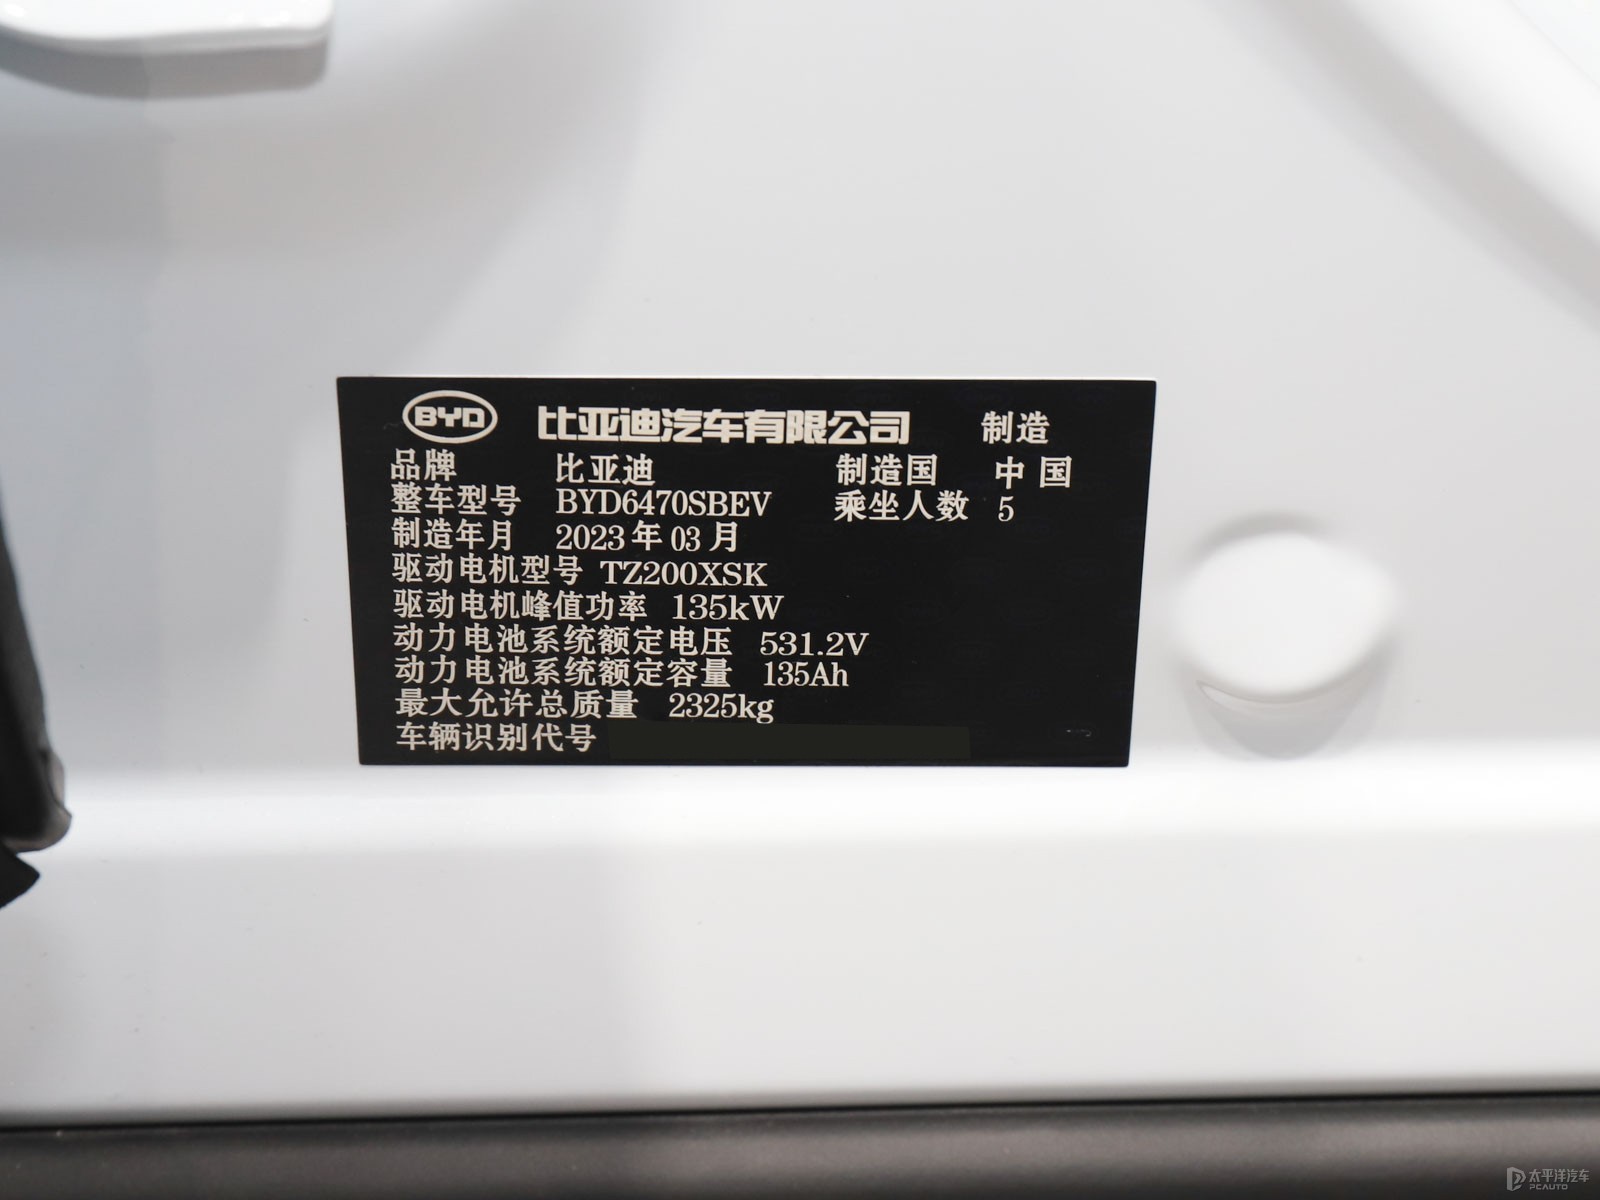 BYD 比亚迪汽车有限公司 制造
品牌 比亚迪 制造国 中国
整车型号 BYD6470SBEV 乘坐人数 5
制造年月 2023年03月
驱动电机型号 TZ200XSK
驱动电机峰值功率 135kW
动力电池系统额定电压 531.2V
动力电池系统额定容量 135Ah
最大允许总质量 2325kg
车辆识别代号
太平洋汽车
PCAUTO